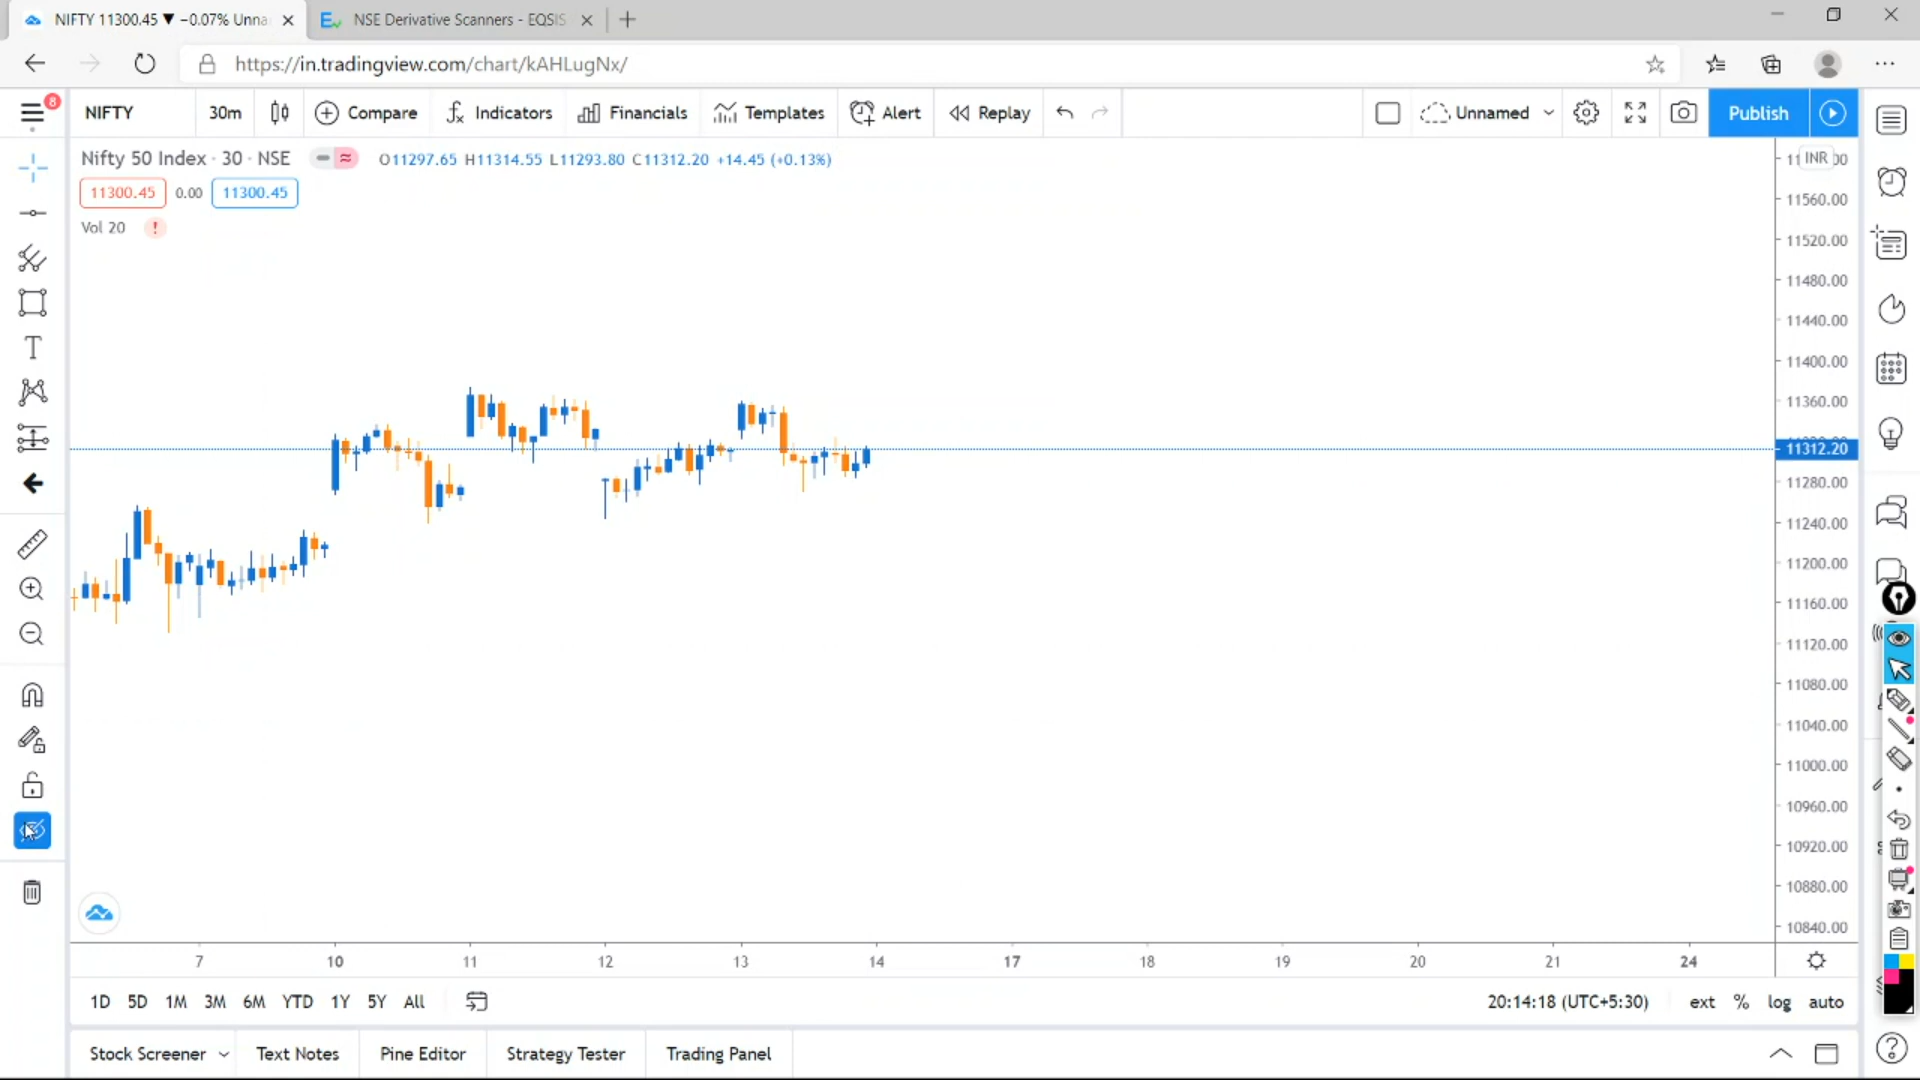 NIFTY 11300.45 ▼ −0.07% Unna
NSE Derivative Scanners - EQSIS
https://in.tradingview.com/chart/kAHLugNx/
8
NIFTY
30m
Compare
Indicators
Financials
Templates
Alert
Replay
Unnamed
Publish
Nifty 50 Index · 30 · NSE
O11297.65 H11314.55 L11293.80 C11312.20 +14.45 (+0.13%)
INR
11300.45
0.00
11300.45
Vol 20
!
11560.00
11520.00
11480.00
11440.00
11400.00
11360.00
11312.20
11280.00
11240.00
11200.00
11160.00
11120.00
11080.00
11040.00
11000.00
10960.00
10920.00
10880.00
10840.00
7
10
11
12
13
14
17
18
19
20
21
24
1D
5D
1M
3M
6M
YTD
1Y
5Y
All
20:14:18 (UTC+5:30)
ext
%
log
auto
Stock Screener
Text Notes
Pine Editor
Strategy Tester
Trading Panel